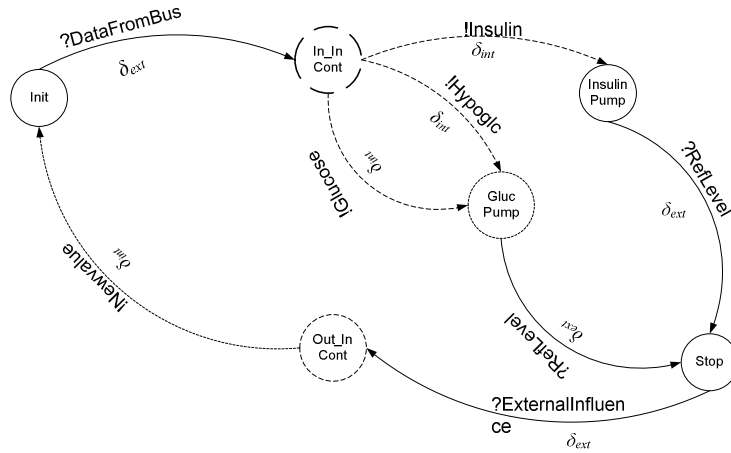 ?DataFromBus
δext
Init
In_In
Cont
!Insulin
δint
Insulin
Pump
!Hypoglc
δint
δint
!Glucose
Gluc
Pump
?RefLevel
δext
δint
!Newvalue
δext
?RefLevel
Out_In
Cont
Stop
?ExternalInfluen
ce
δext